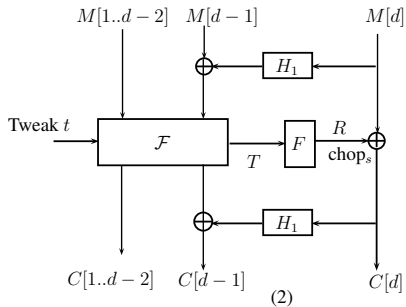 M[1..d−2] M[d−1] M[d]
H₁
Tweak t 𝓕 T F R
chopₛ
H₁
C[1..d−2] C[d−1] C[d]
(2)